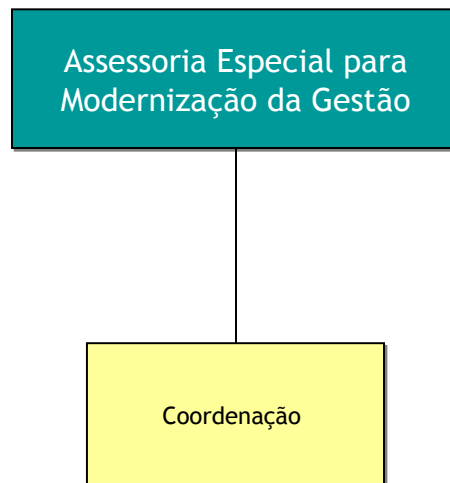 Assessoria Especial para
Modernização da Gestão
Coordenação